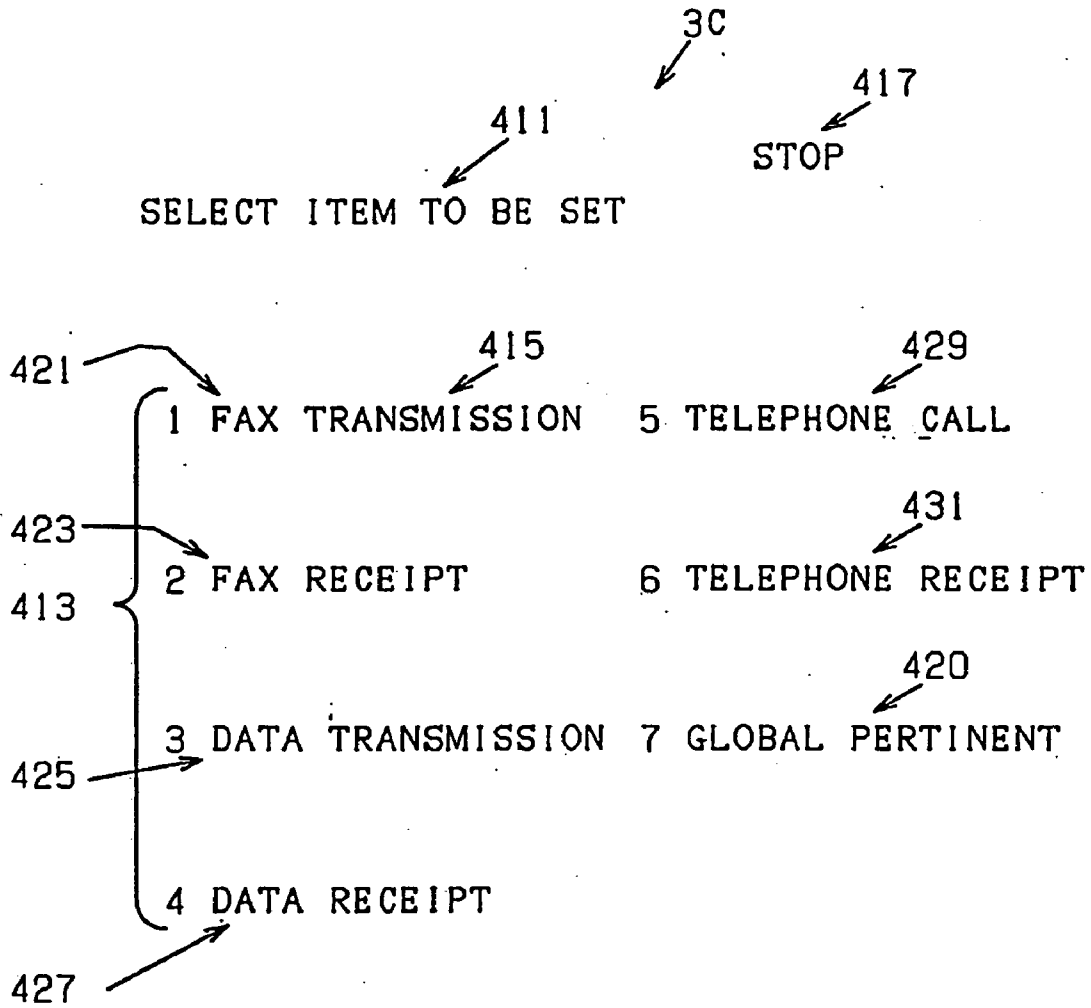 3C
417
411
STOP
SELECT ITEM TO BE SET
421
415
429
1 FAX TRANSMISSION 5 TELEPHONE CALL
423
431
2 FAX RECEIPT 6 TELEPHONE RECEIPT
413
420
3 DATA TRANSMISSION 7 GLOBAL PERTINENT
425
4 DATA RECEIPT
427